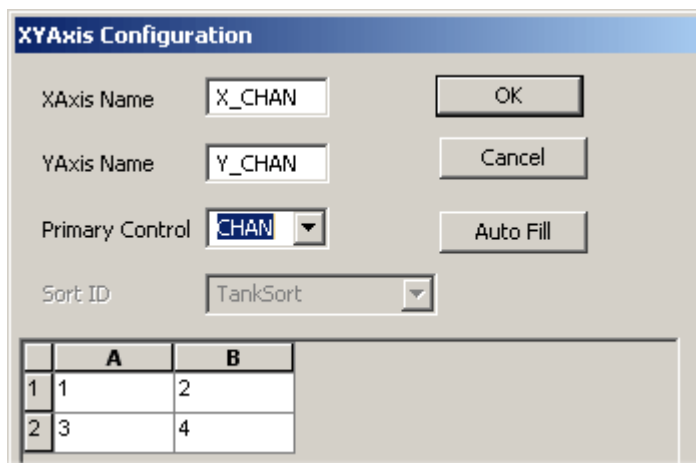 XYAxis Configuration
XAxis Name X_CHAN OK
YAxis Name Y_CHAN Cancel
Primary Control CHAN Auto Fill
Sort ID TankSort
A B
1 1 2
2 3 4